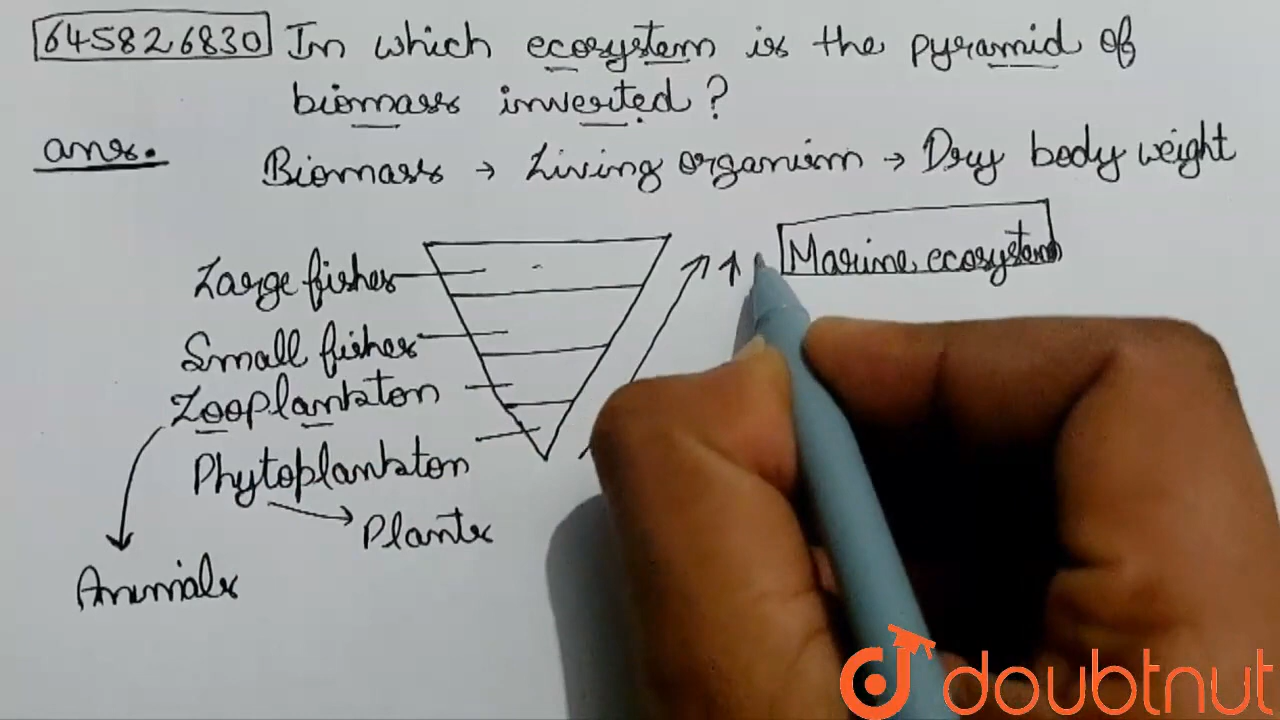 645826830 In which ecosystem is the pyramid of
biomass inverted?
ans. Biomass → Living organism → Dry body weight
Marine ecosystem
Large fishes
Small fishes
Zooplankton
Phytoplankton
Plants
Animals
doubtnut